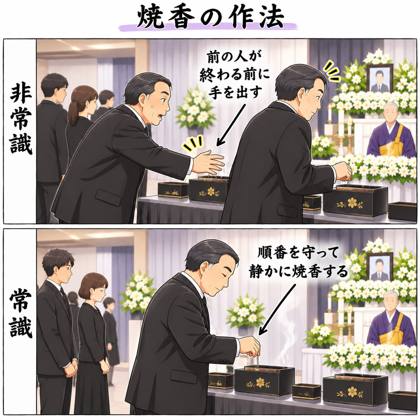 焼香の作法
非常識
前の人が
終わる前に
手を出す
常識
順番を守って
静かに焼香する